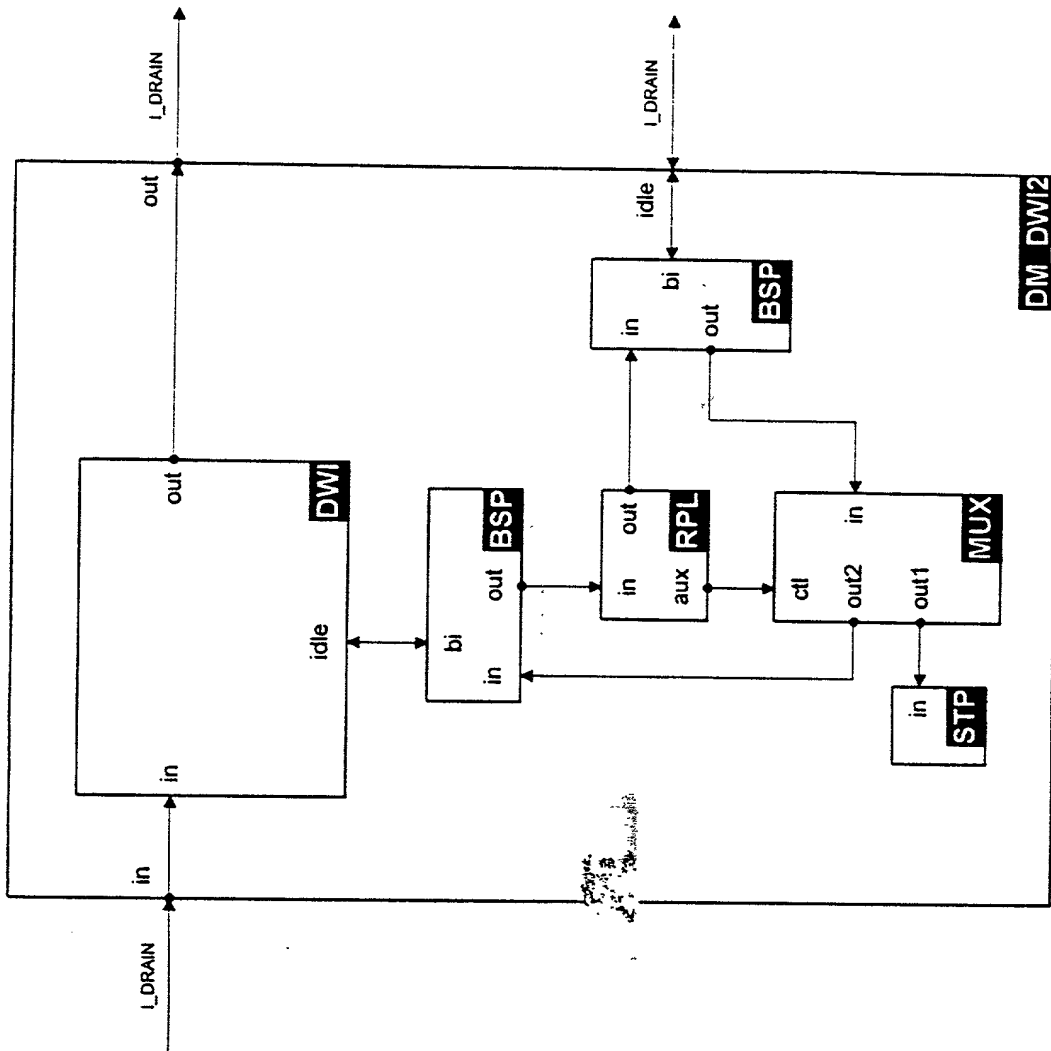 I_DRAIN
in
in
DWI
out
out
I_DRAIN
idle
bi
in
out
BSP
in
out
aux
RPL
in
bi
out
BSP
idle
I_DRAIN
ctl
out2
out1
in
MUX
in
STP
DM_DWI2